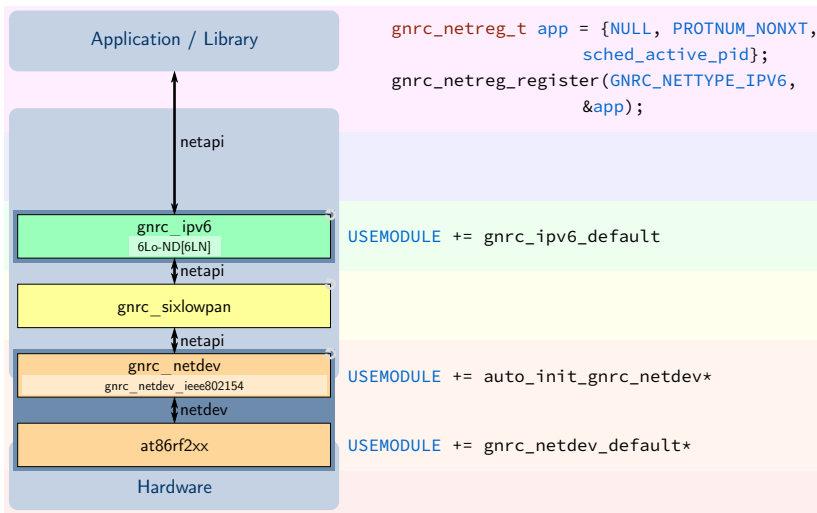 Application / Library
gnrc_netreg_t app = {NULL, PROTNUM_NONXT,
sched_active_pid};
gnrc_netreg_register(GNRC_NETTYPE_IPV6,
&app);
netapi
gnrc_ipv6
6Lo-ND[6LN]
USEMODULE += gnrc_ipv6_default
netapi
gnrc_sixlowpan
netapi
gnrc_netdev
gnrc_netdev_ieee802154
USEMODULE += auto_init_gnrc_netdev*
netdev
at86rf2xx
USEMODULE += gnrc_netdev_default*
Hardware